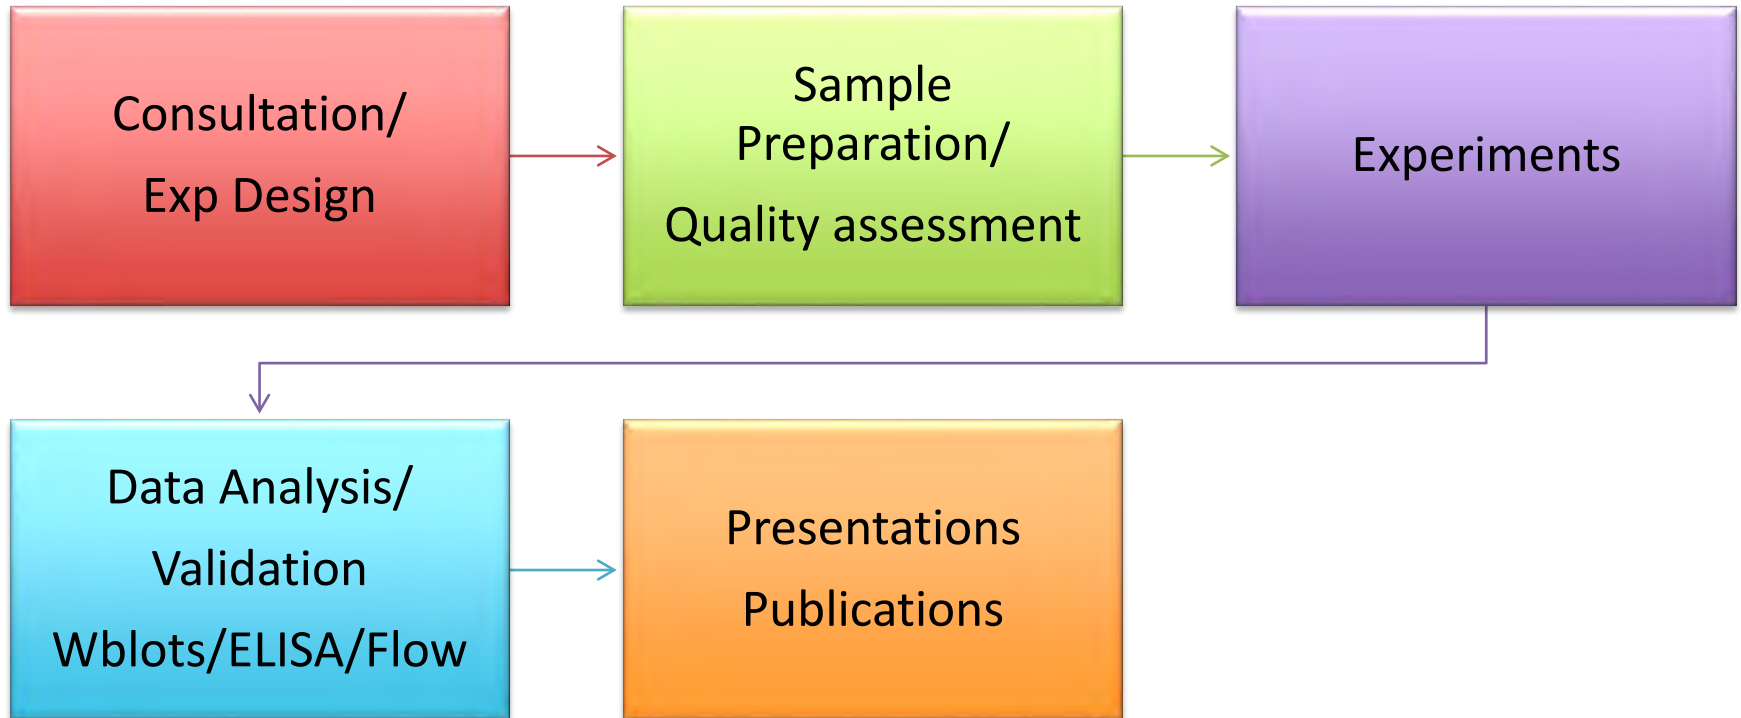 Consultation/
Exp Design
Sample
Preparation/
Quality assessment
Experiments
Data Analysis/
Validation
Wblots/ELISA/Flow
Presentations
Publications